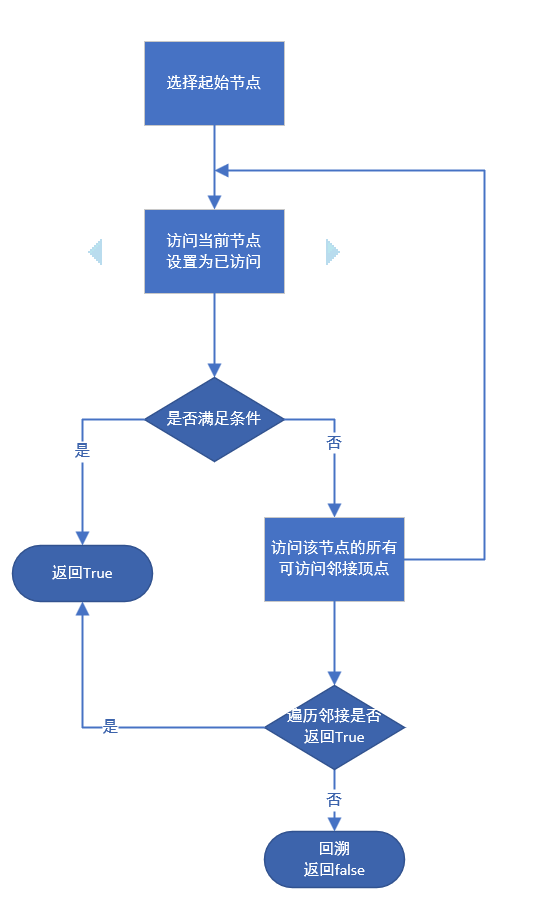 选择起始节点
访问当前节点
设置为已访问
是否满足条件
是
否
访问该节点的所有
可访问邻接顶点
返回True
遍历邻接是否
返回True
是
否
回溯
返回false